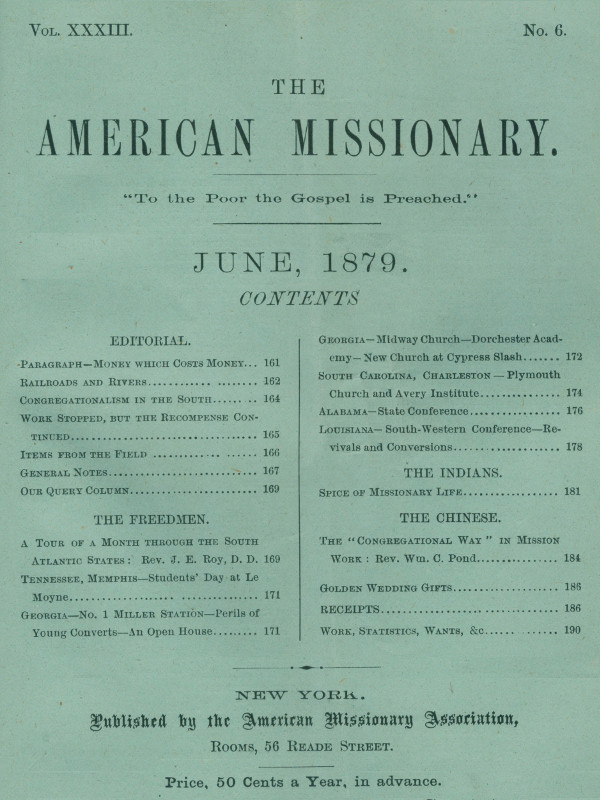 Vol. XXXIII.
No. 6.
THE
AMERICAN MISSIONARY.
"To the Poor the Gospel is Preached."
JUNE, 1879.
CONTENTS
EDITORIAL.
Paragraph—Money which Costs Money... 161
Railroads and Rivers.................... 162
Congregationalism in the South........ 164
Work Stopped, but the Recompense Con-
tinued.................................... 165
Items from the Field .................... 166
General Notes............................ 167
Our Query Column........................ 169
THE FREEDMEN.
A Tour of a Month through the South
Atlantic States: Rev. J. E. Roy, D. D. 169
Tennessee, Memphis—Students' Day at Le
Moyne.................................... 171
Georgia—No. 1 Miller Station—Perils of
Young Converts—An Open House......... 171
Georgia—Midway Church—Dorchester Acad-
emy—New Church at Cypress Slash....... 172
South Carolina, Charleston—Plymouth
Church and Avery Institute................ 174
Alabama—State Conference................. 176
Louisiana—South-Western Conference—Re-
vivals and Conversions.................... 178
THE INDIANS.
Spice of Missionary Life.................. 181
THE CHINESE.
The "Congregational Way" in Mission
Work: Rev. Wm. C. Pond............... 184
Golden Wedding Gifts..................... 186
RECEIPTS.................................. 186
Work, Statistics, Wants, &c.............. 190
NEW YORK.
Published by the American Missionary Association,
Rooms, 56 Reade Street.
Price, 50 Cents a Year, in advance.